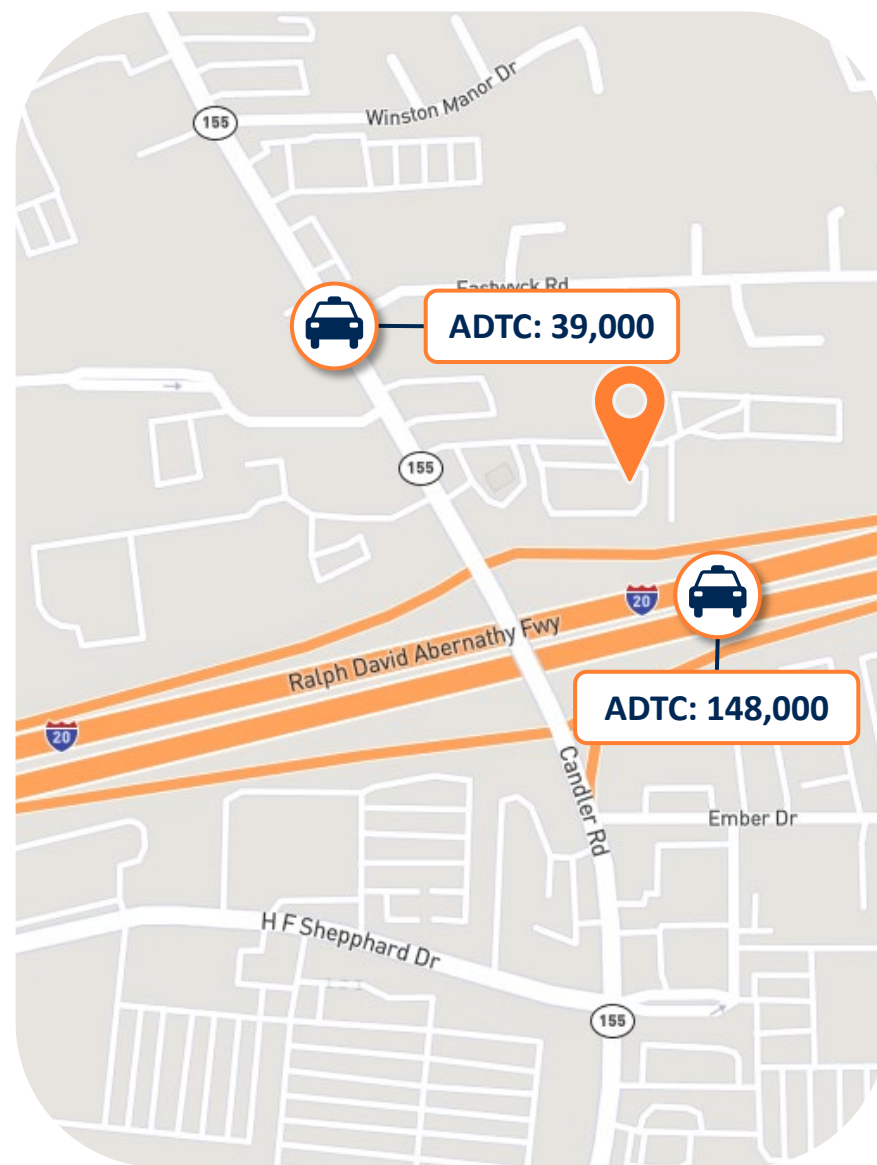 Winston Manor Dr
155
Eastwyck Rd
ADTC: 39,000
155
20
Ralph David Abernathy Fwy
ADTC: 148,000
20
Candler Rd
Ember Dr
H F Shepphard Dr
155